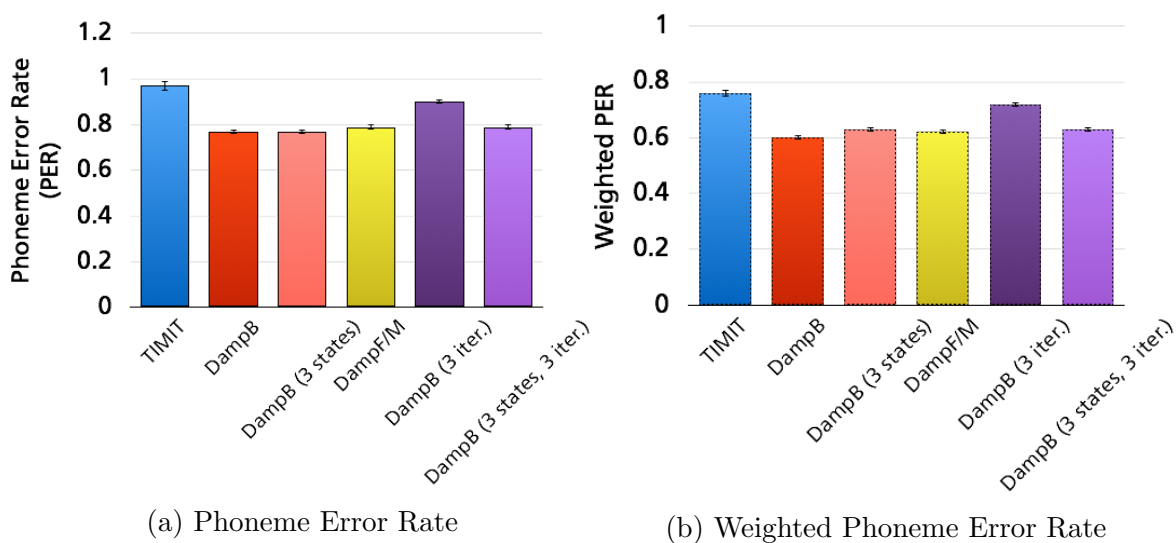 1.2
1
0.8
0.6
0.4
0.2
0
Phoneme Error Rate
(PER)
TIMIT
DampB
DampB (3 states)
DampF/M
DampB (3 iter.)
DampB (3 states, 3 iter.)
(a) Phoneme Error Rate
1
0.8
0.6
0.4
0.2
0
Weighted PER
TIMIT
DampB
DampB (3 states)
DampF/M
DampB (3 iter.)
DampB (3 states, 3 iter.)
(b) Weighted Phoneme Error Rate